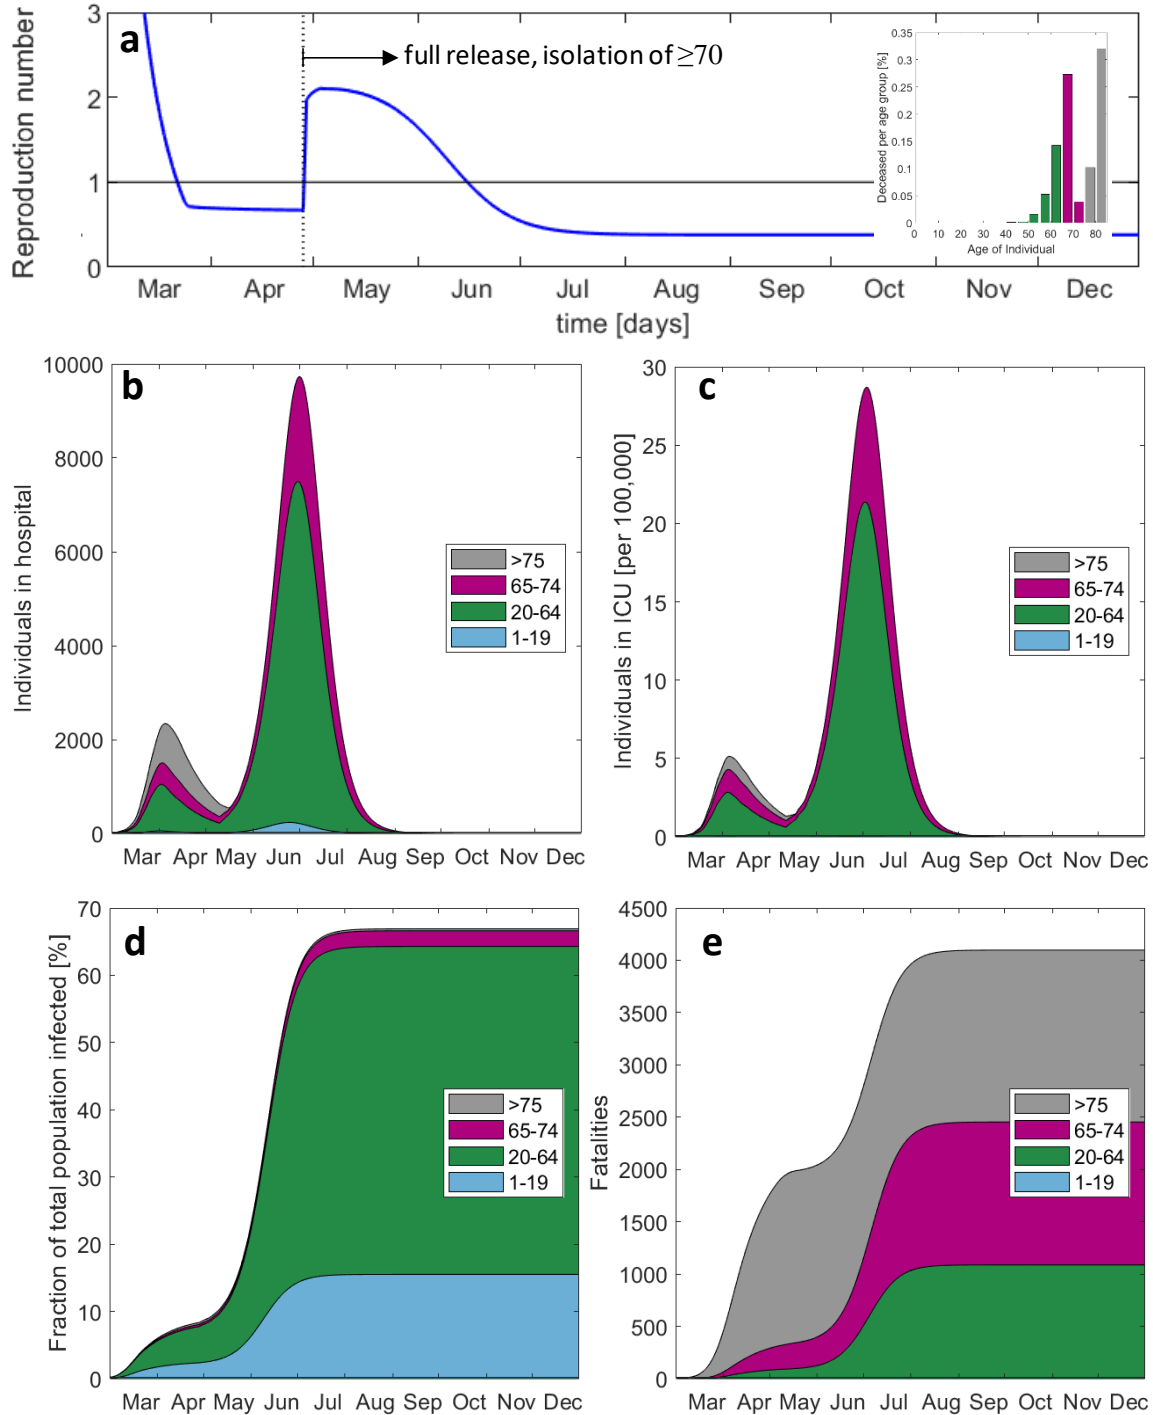 a
Reproduction number
3
2
1
0
full release, isolation of ≥70
Mar Apr May Jun Jul Aug Sep Oct Nov Dec
time [days]
Deceased per age group [%]
0.35
0.3
0.25
0.2
0.15
0.1
0.05
0
0 10 20 30 40 50 60 70 80
Age of Individual
b
Individuals in hospital
10000
8000
6000
4000
2000
0
>75
65-74
20-64
1-19
Mar Apr May Jun Jul Aug Sep Oct Nov Dec
c
Individuals in ICU [per 100,000]
30
25
20
15
10
5
0
>75
65-74
20-64
1-19
Mar Apr May Jun Jul Aug Sep Oct Nov Dec
d
Fraction of total population infected [%]
70
60
50
40
30
20
10
0
>75
65-74
20-64
1-19
Mar Apr May Jun Jul Aug Sep Oct Nov Dec
e
Fatalities
4500
4000
3500
3000
2500
2000
1500
1000
500
0
>75
65-74
20-64
1-19
Mar Apr May Jun Jul Aug Sep Oct Nov Dec